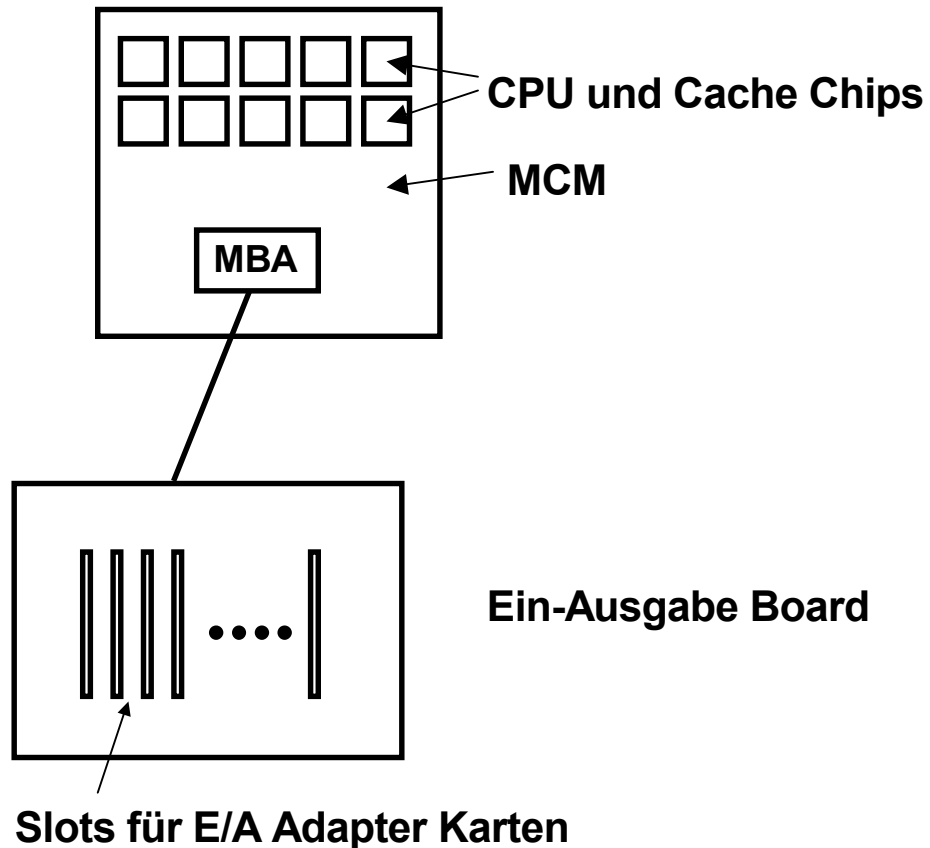 CPU und Cache Chips
MCM
MBA
Ein-Ausgabe Board
Slots für E/A Adapter Karten